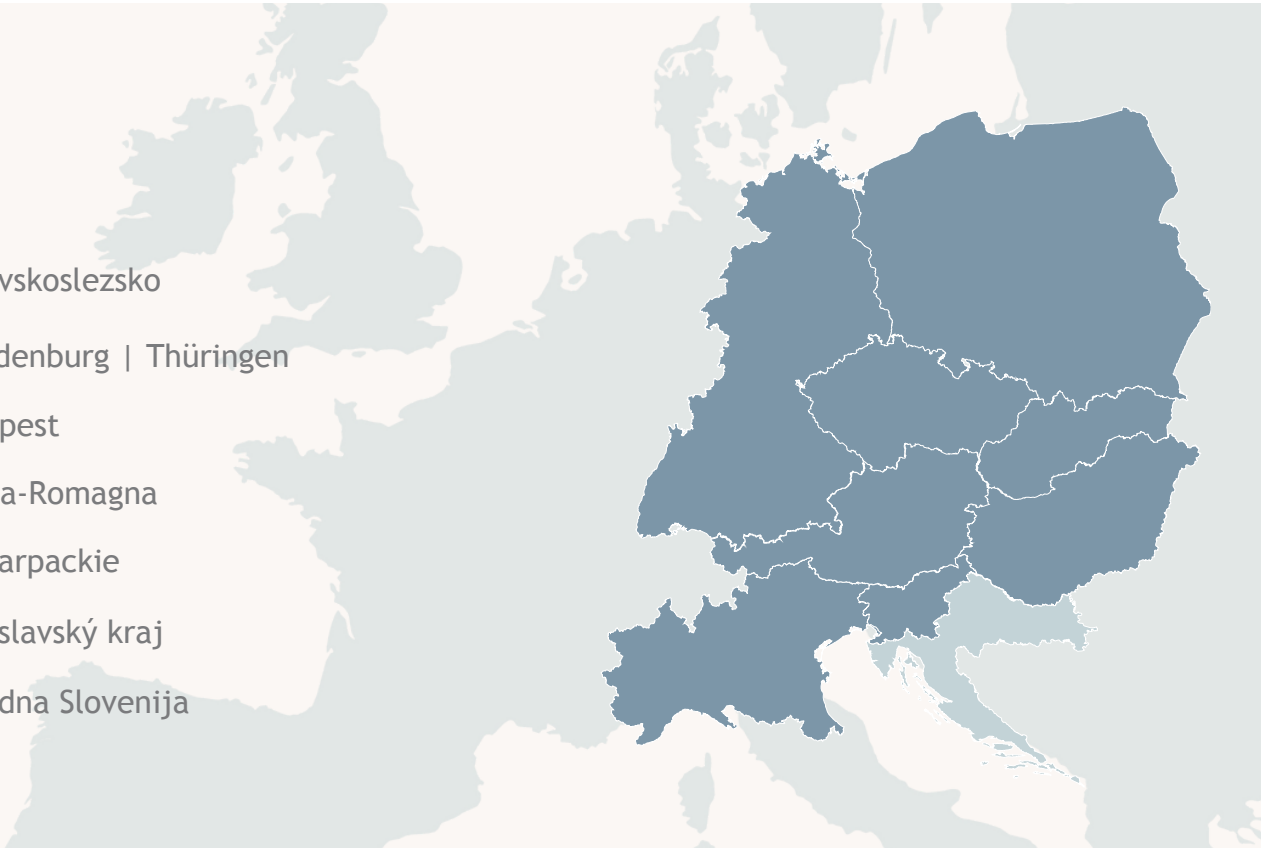 vskoslezsko
denburg | Thüringen
pest
a-Romagna
arpackie
slavský kraj
dna Slovenija